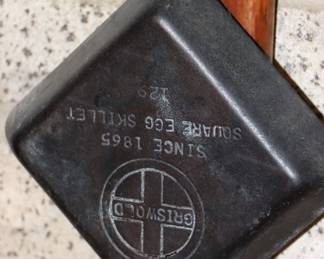 GRISWOLD
SINCE 1865
SQUARE EGG SKILLET
129